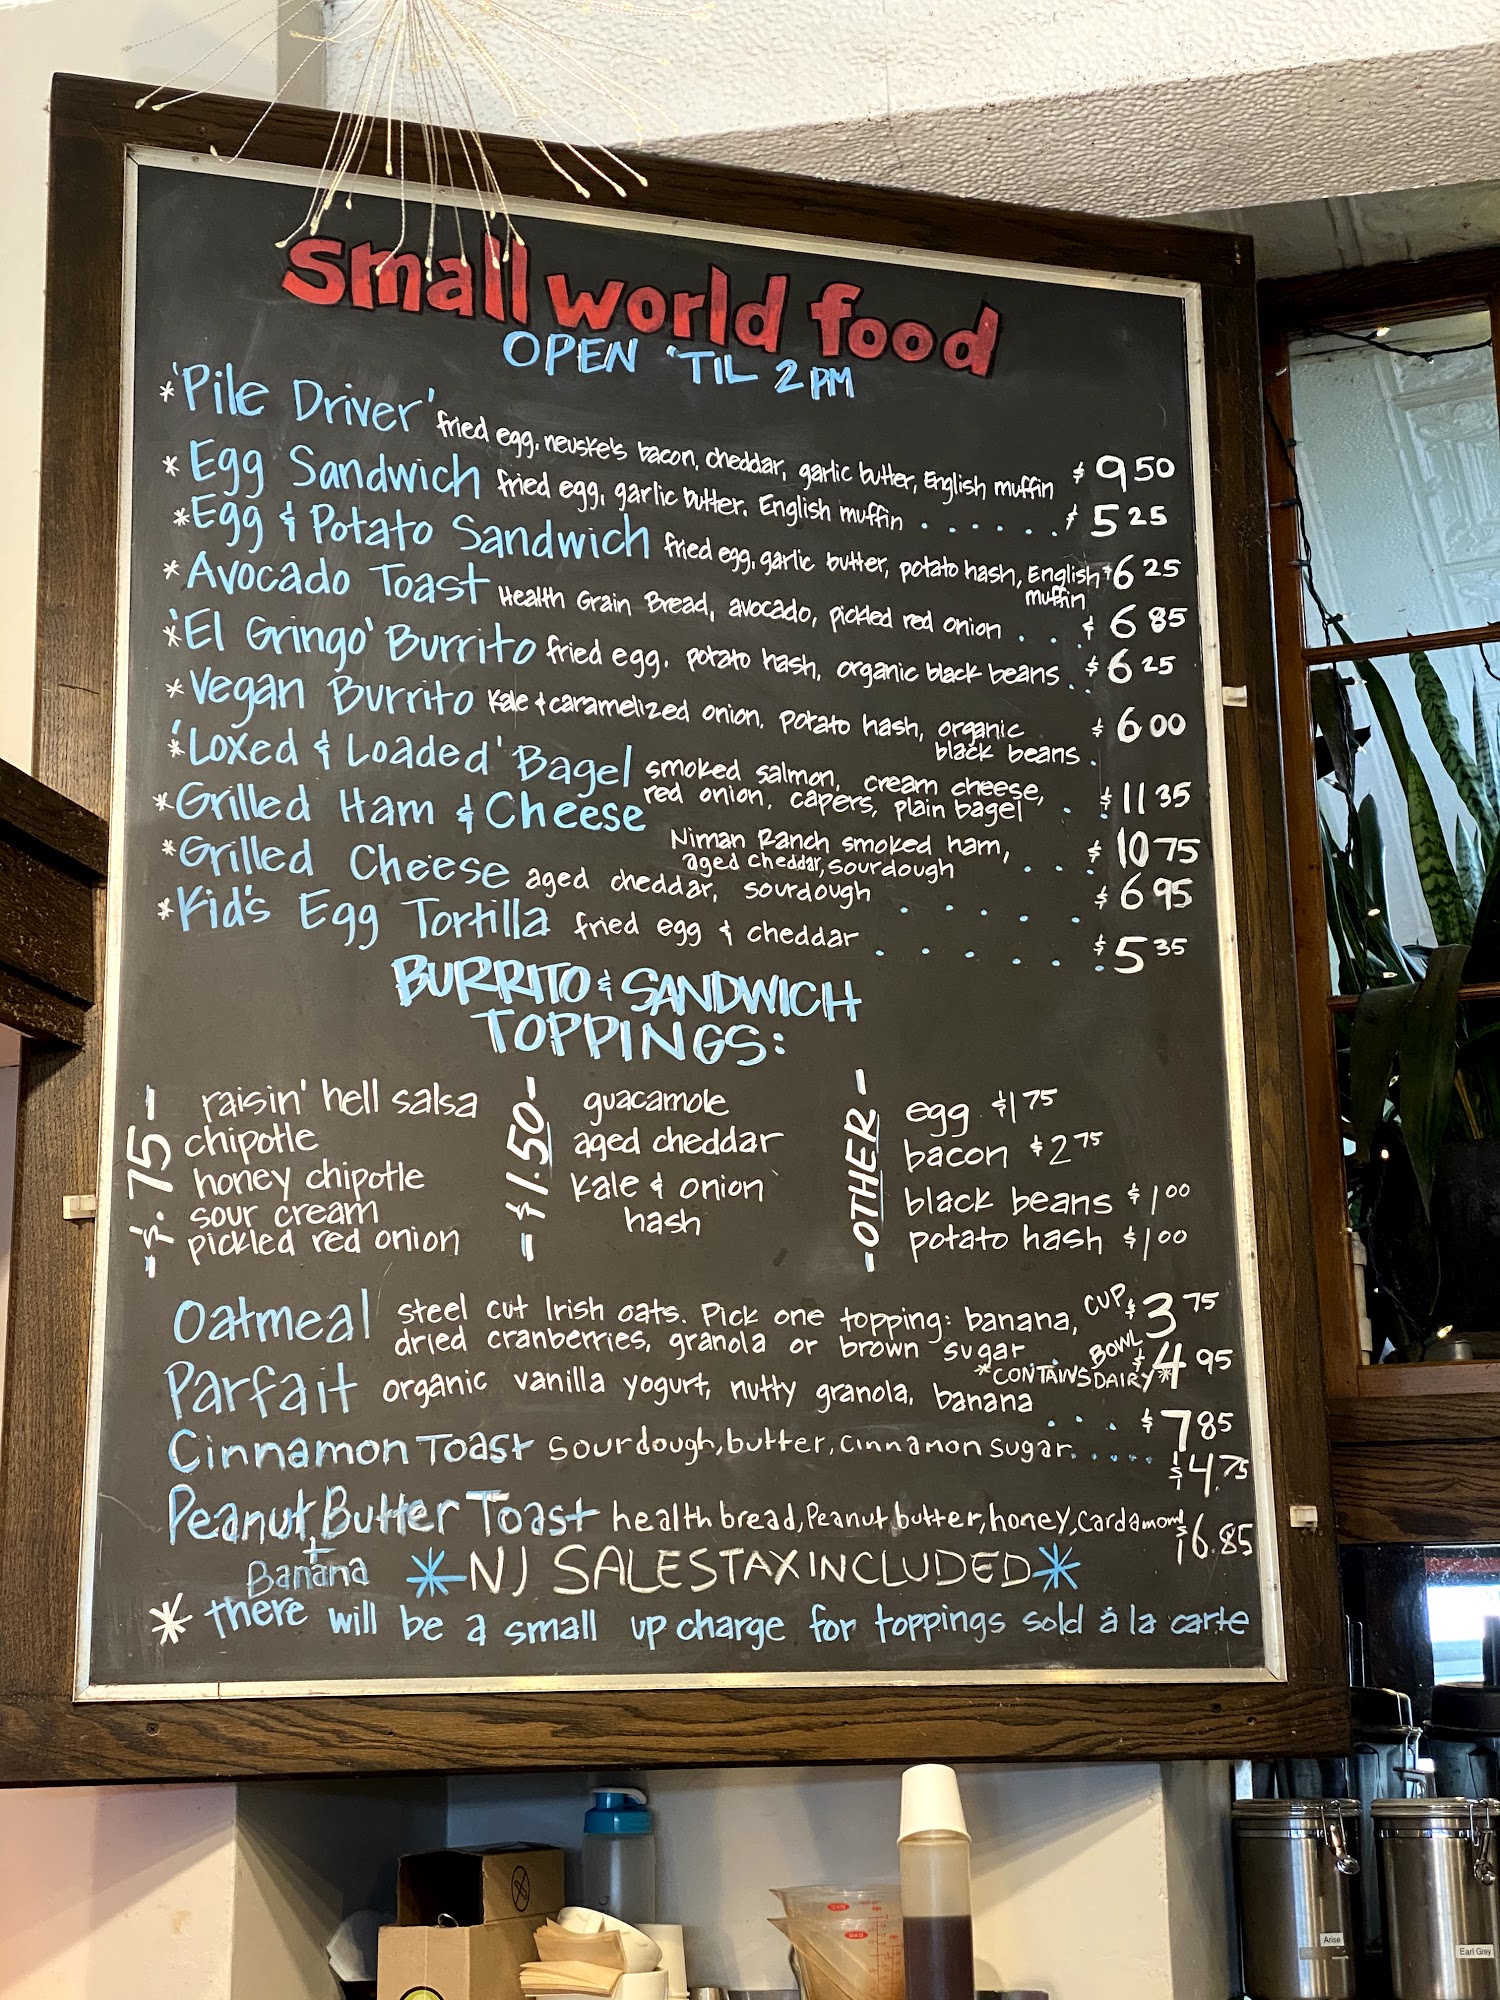 small world food
OPEN 'TIL 2 PM
*'Pile Driver' fried egg, neuske's bacon, cheddar, garlic butter, English muffin $9 50
*Egg Sandwich fried egg, garlic butter, English muffin . . . . . . $5 25
*Egg & Potato Sandwich fried egg, garlic butter, potato hash, English $6 25
muffin
*Avocado Toast Health Grain Bread, avocado, pickled red onion . . $6 85
*'El Gringo' Burrito fried egg, potato hash, organic black beans . . $6 25
*Vegan Burrito kale & caramelized onion, potato hash, organic $6 00
black beans .
*'Loxed & Loaded' Bagel smoked salmon, cream cheese,
red onion, capers, plain bagel . $11 35
*Grilled Ham & Cheese Niman Ranch smoked ham,
aged cheddar, sourdough . . . $10 75
*Grilled Cheese aged cheddar, sourdough . . . . . $6 95
*Kid's Egg Tortilla fried egg & cheddar . . . . . . $5 35
BURRITO & SANDWICH
TOPPINGS:
-$.75-
raisin' hell salsa
chipotle
honey chipotle
sour cream
pickled red onion
-$1.50-
guacamole
aged cheddar
kale & onion
hash
-OTHER-
egg $1 75
bacon $2 75
black beans $1 00
potato hash $1 00
Oatmeal steel cut Irish oats. Pick one topping: banana, CUP $3 75
dried cranberries, granola or brown sugar . . BOWL $4 95
*CONTAINS DAIRY*
Parfait organic vanilla yogurt, nutty granola, banana . . . . $7 85
Cinnamon Toast sourdough, butter, cinnamon sugar. . . . . . $4.75
Peanut Butter Toast health bread, Peanut butter, honey, cardamom $6.85
+
Banana
*NJ SALES TAX INCLUDED*
* there will be a small up charge for toppings sold á la carte
Arise
Earl Grey